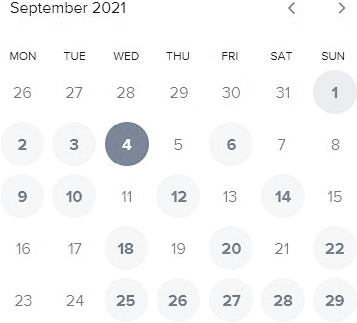 September 2021
MON TUE WED THU FRI SAT SUN
26 27 28 29 30 31 1
2 3 4 5 6 7 8
9 10 11 12 13 14 15
16 17 18 19 20 21 22
23 24 25 26 27 28 29